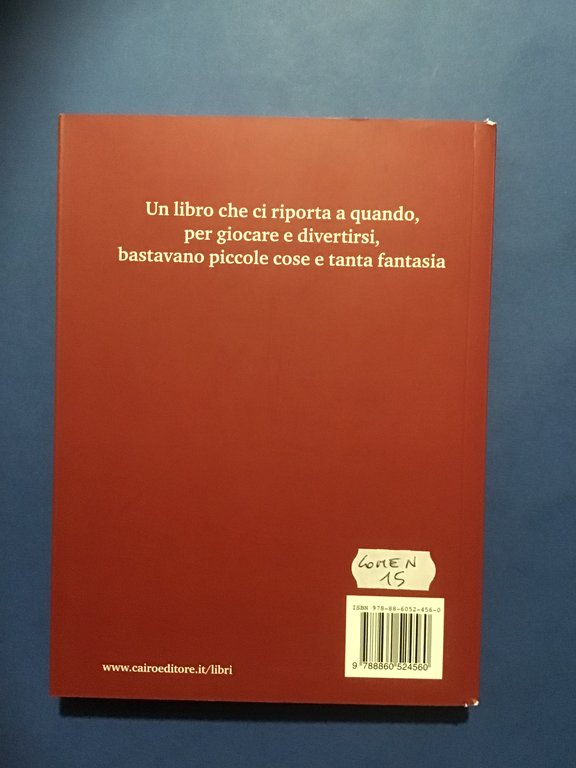 Un libro che ci riporta a quando,
per giocare e divertirsi,
bastavano piccole cose e tanta fantasia
15
ISBN 978-88-6052-456-0
9 788860 524560
www.cairoeditore.it/libri